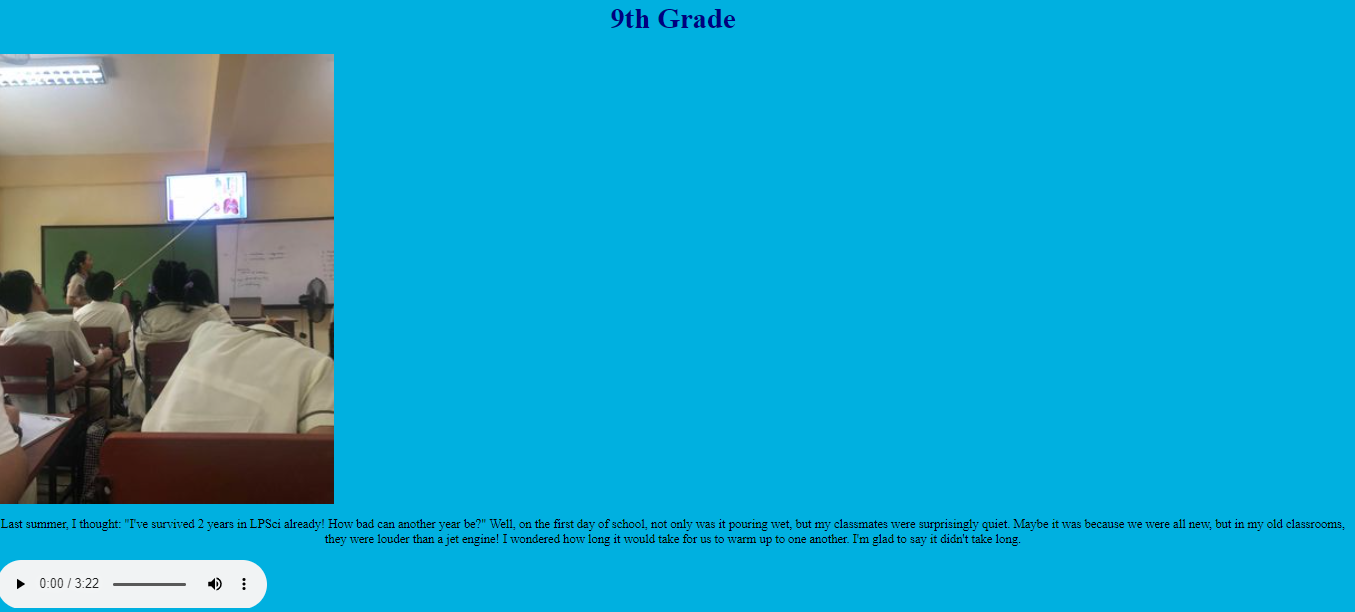 9th Grade
Last summer, I thought: "I've survived 2 years in LPSci already! How bad can another year be?" Well, on the first day of school, not only was it pouring wet, but my classmates were surprisingly quiet. Maybe it was because we were all new, but in my old classrooms,
they were louder than a jet engine! I wondered how long it would take for us to warm up to one another. I'm glad to say it didn't take long.
0:00 / 3:22